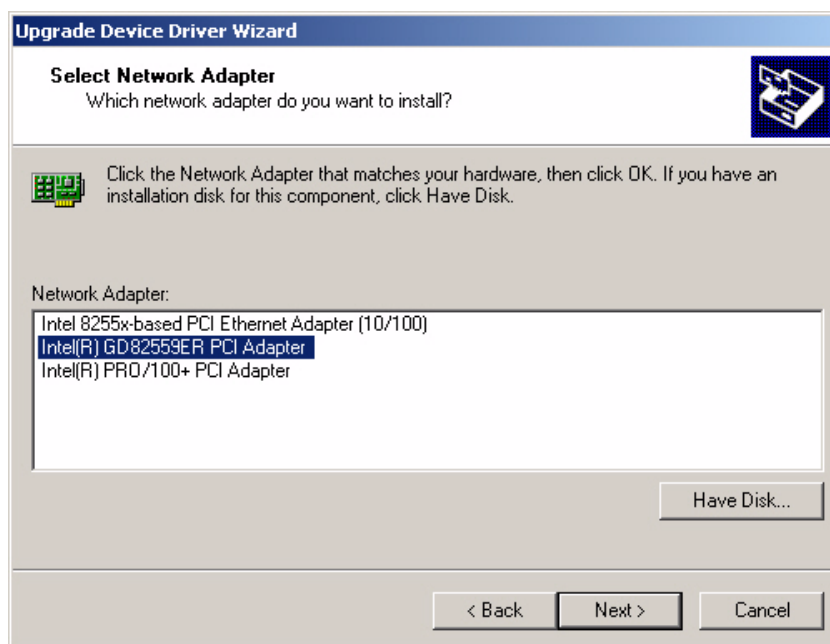 Upgrade Device Driver Wizard
Select Network Adapter
Which network adapter do you want to install?
Click the Network Adapter that matches your hardware, then click OK. If you have an
installation disk for this component, click Have Disk.
Network Adapter:
Intel 8255x-based PCI Ethernet Adapter (10/100)
Intel(R) GD82559ER PCI Adapter
Intel(R) PRO/100+ PCI Adapter
Have Disk...
< Back Next > Cancel